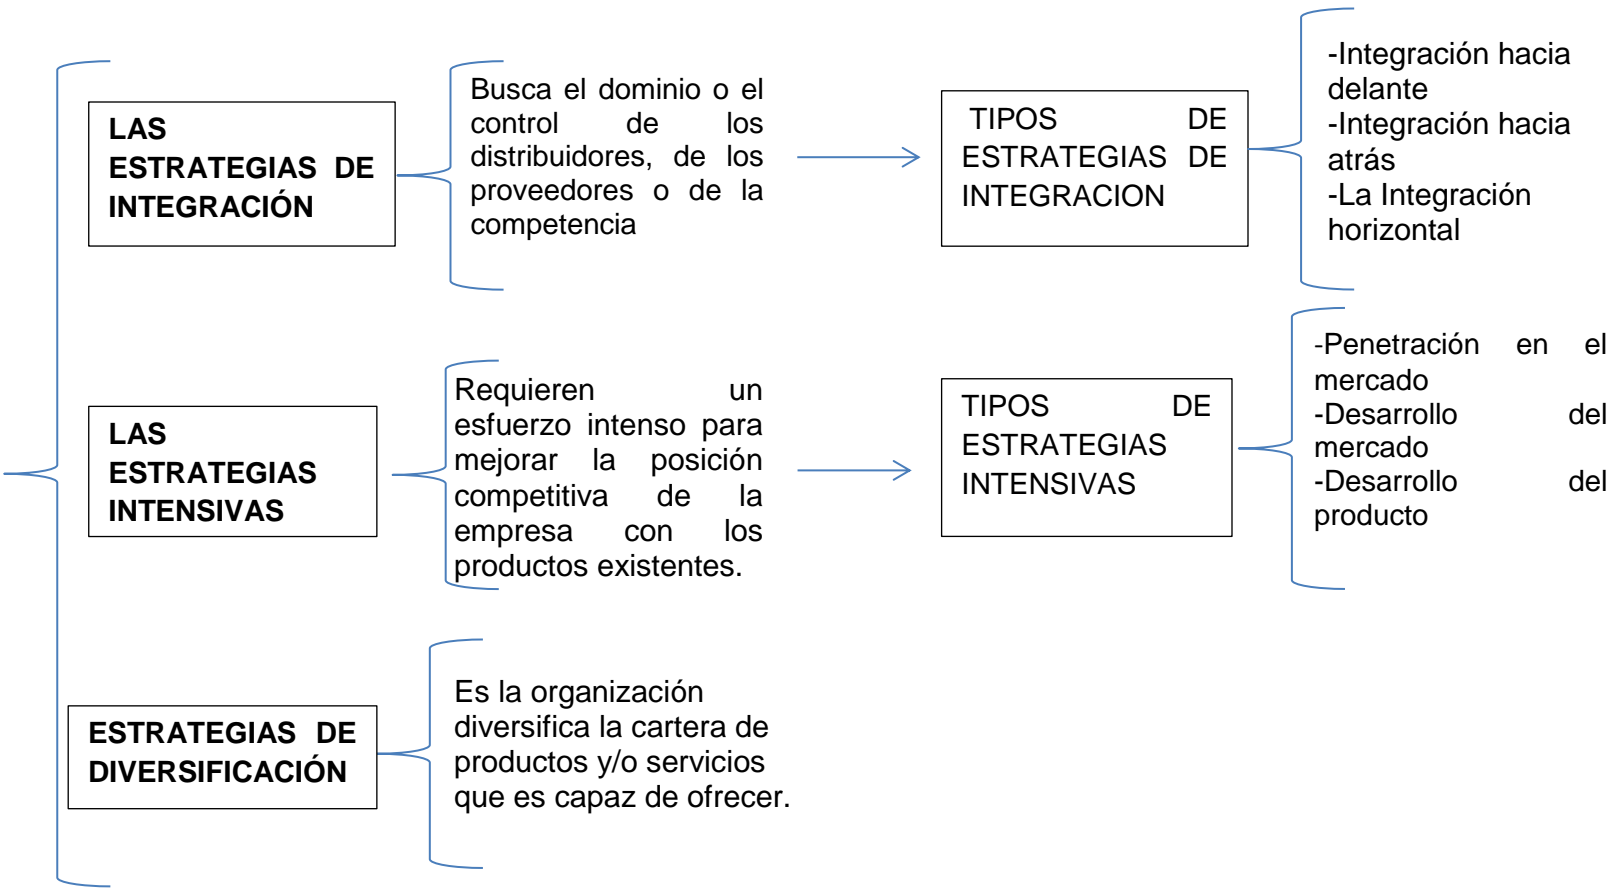 LAS
ESTRATEGIAS DE
INTEGRACIÓN
Busca el dominio o el
control de los
distribuidores, de los
proveedores o de la
competencia
TIPOS DE
ESTRATEGIAS DE
INTEGRACION
-Integración hacia
delante
-Integración hacia
atrás
-La Integración
horizontal
LAS
ESTRATEGIAS
INTENSIVAS
Requieren un
esfuerzo intenso para
mejorar la posición
competitiva de la
empresa con los
productos existentes.
TIPOS DE
ESTRATEGIAS
INTENSIVAS
-Penetración en el
mercado
-Desarrollo del
mercado
-Desarrollo del
producto
ESTRATEGIAS DE
DIVERSIFICACIÓN
Es la organización
diversifica la cartera de
productos y/o servicios
que es capaz de ofrecer.